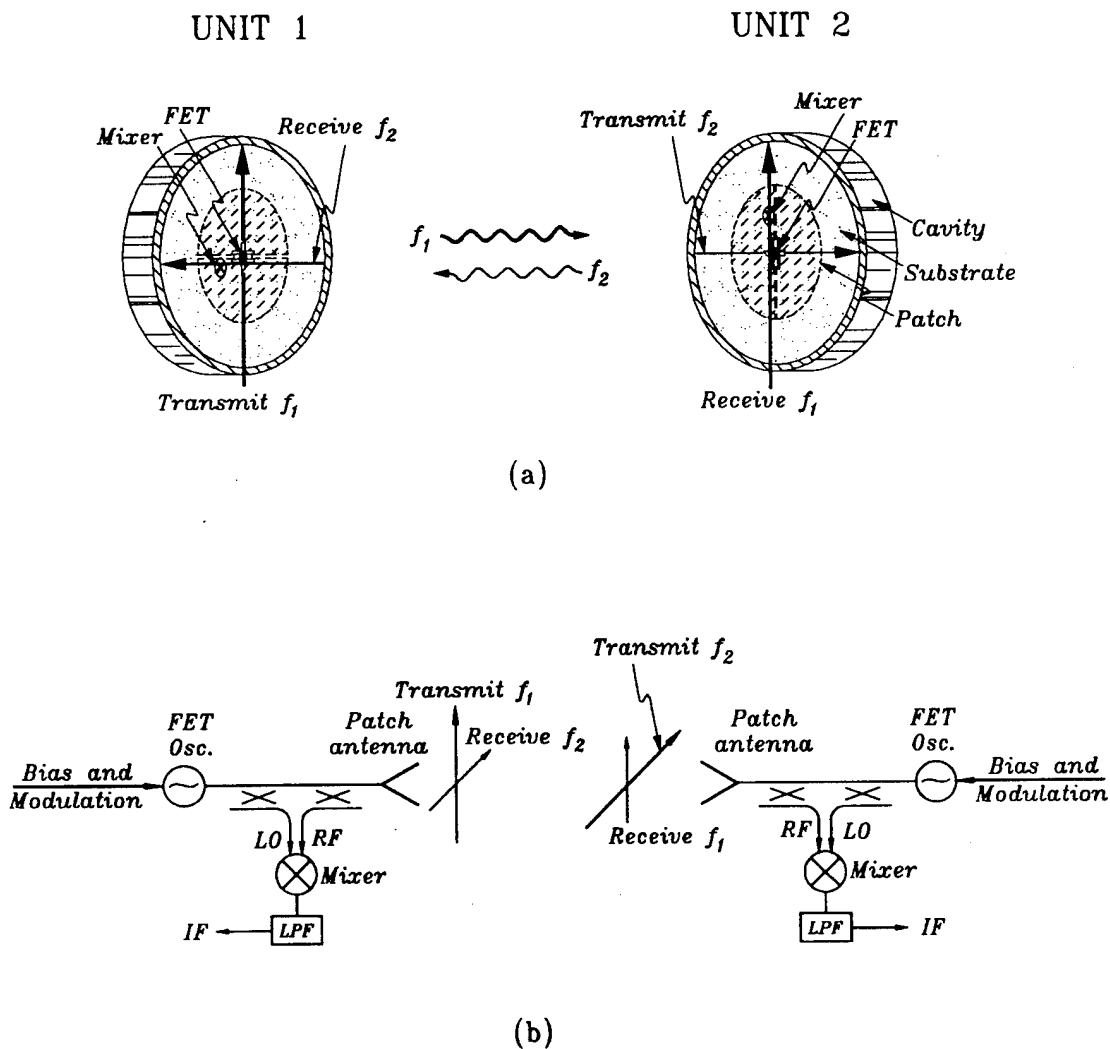 UNIT 1
UNIT 2
FET
Mixer
Receive f2
Transmit f1
f1
f2
Transmit f2
Mixer
FET
Cavity
Substrate
Patch
Receive f1
(a)
Transmit f1
Receive f2
Patch
antenna
FET
Osc.
Bias and
Modulation
LO
RF
Mixer
LPF
IF
Transmit f2
Receive f1
Patch
antenna
FET
Osc.
Bias and
Modulation
RF
LO
Mixer
LPF
IF
(b)